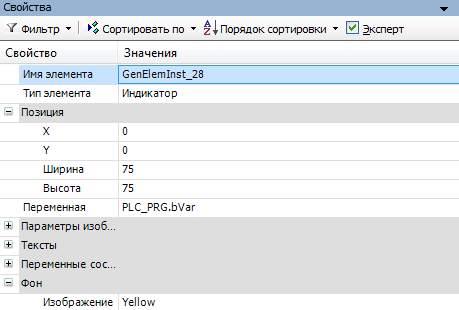 Свойства
Фильтр Сортировать по Порядок сортировки Эксперт
Свойство Значения
Имя элемента GenElemInst_28
Тип элемента Индикатор
Позиция
X 0
Y 0
Ширина 75
Высота 75
Переменная PLC_PRG.bVar
Параметры изоб...
Тексты
Переменные сос...
Фон
Изображение Yellow